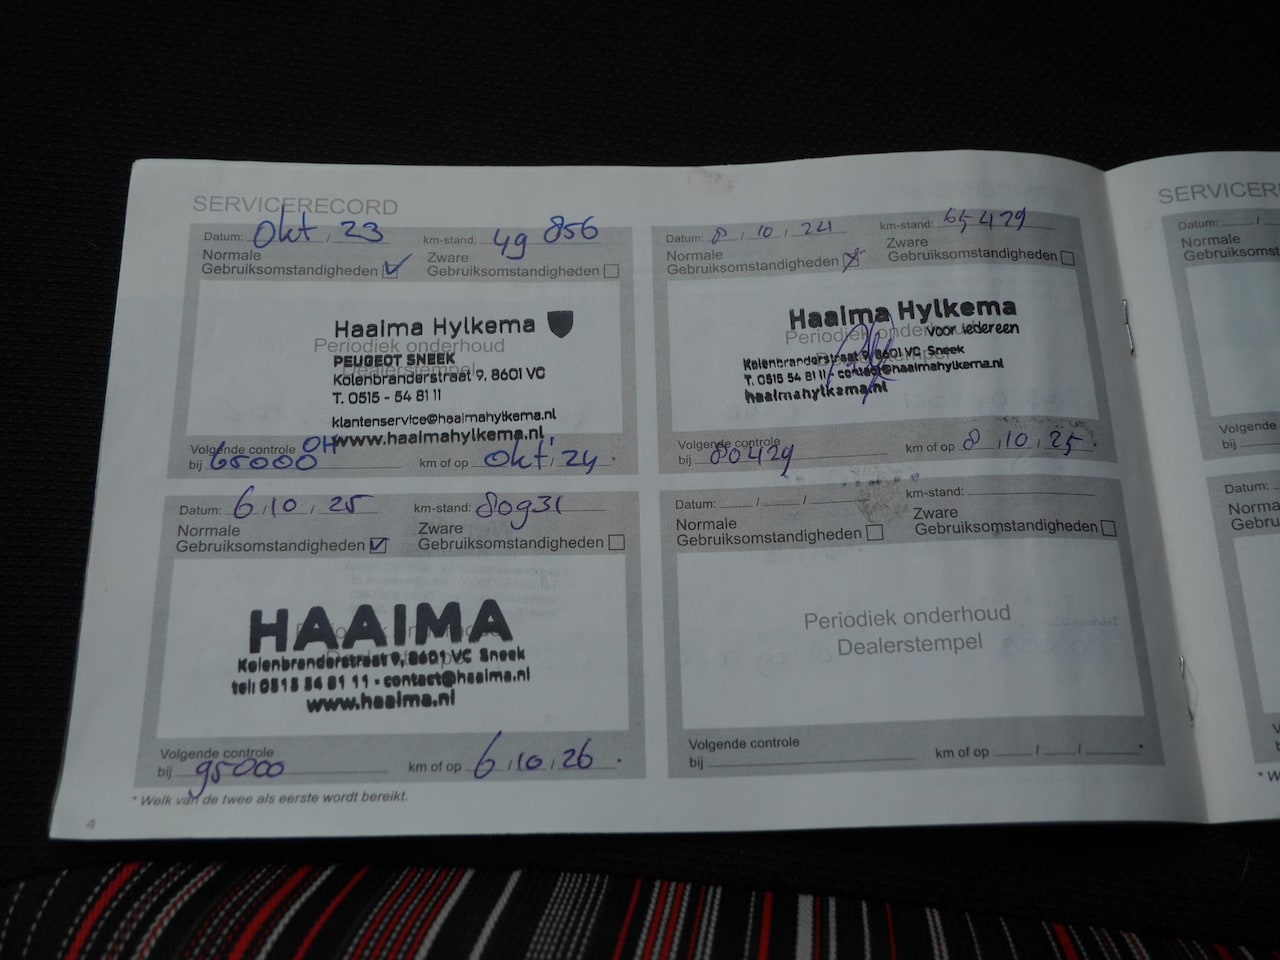 SERVICERECORD
Datum: Okt, 23 km-stand: 49 856
Normale
Gebruiksomstandigheden
Zware
Gebruiksomstandigheden
Haaima Hylkema
Periodiek onderhoud
PEUGEOT SNEEK
Dealerstempel
Kolenbranderstraat 9, 8601 VC
T. 0515 - 54 81 11
klantenservice@haaimahylkema.nl
www.haaimahylkema.nl
Volgende controle OH
bij 65000 km of op Okt, 24 .
Datum: 8, 10, 24 km-stand: 65429
Normale
Gebruiksomstandigheden
Zware
Gebruiksomstandigheden
Haaima Hylkema
Periodiek onderhoud
voor iedereen
Kolenbranderstraat 9, 8601 VC Sneek
T. 0515 54 81 11 - contact@haaimahylkema.nl
haaimahylkema.nl
Volgende controle
bij 80429 km of op 8, 10, 25 .
Datum: 6, 10, 25 km-stand: 80931
Normale
Gebruiksomstandigheden
Zware
Gebruiksomstandigheden
HAAIMA
Kolenbranderstraat 9, 8601 VC Sneek
tel: 0515 54 81 11 - contact@haaima.nl
www.haaima.nl
Volgende controle
bij 95000 km of op 6, 10, 26 .
Datum: / / km-stand:
Normale
Gebruiksomstandigheden
Zware
Gebruiksomstandigheden
Periodiek onderhoud
Dealerstempel
Volgende controle
bij km of op / / .
* Welk van de twee als eerste wordt bereikt.
4
Datum:
Normale
Volgende controle
bij
Datum: